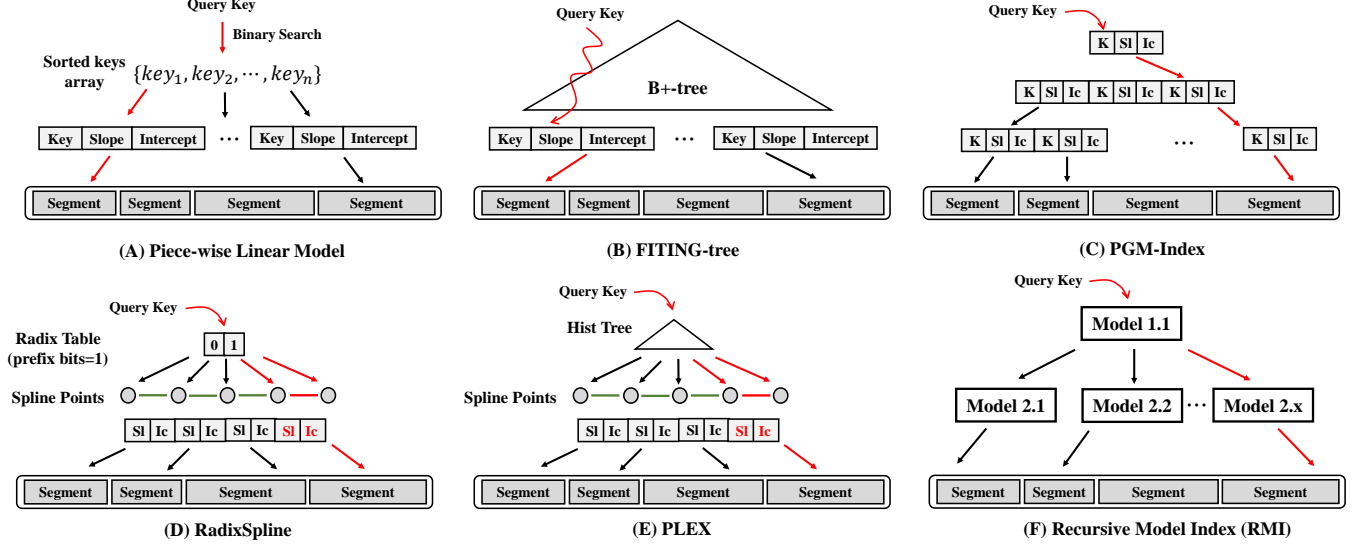 Query Key
Binary Search
Sorted keys
array
{key1, key2, ⋯, keyn}
Key Slope Intercept ⋯ Key Slope Intercept
Segment Segment Segment Segment
(A) Piece-wise Linear Model
Query Key
B+-tree
Key Slope Intercept ⋯ Key Slope Intercept
Segment Segment Segment Segment
(B) FITING-tree
Query Key
K Sl Ic
K Sl Ic K Sl Ic K Sl Ic
K Sl Ic K Sl Ic ⋯ K Sl Ic
Segment Segment Segment Segment
(C) PGM-Index
Query Key
Radix Table
(prefix bits=1)
0 1
Spline Points
Sl Ic Sl Ic Sl Ic Sl Ic
Segment Segment Segment Segment
(D) RadixSpline
Query Key
Hist Tree
Spline Points
Sl Ic Sl Ic Sl Ic Sl Ic
Segment Segment Segment Segment
(E) PLEX
Query Key
Model 1.1
Model 2.1 Model 2.2 ⋯ Model 2.x
Segment Segment Segment Segment
(F) Recursive Model Index (RMI)